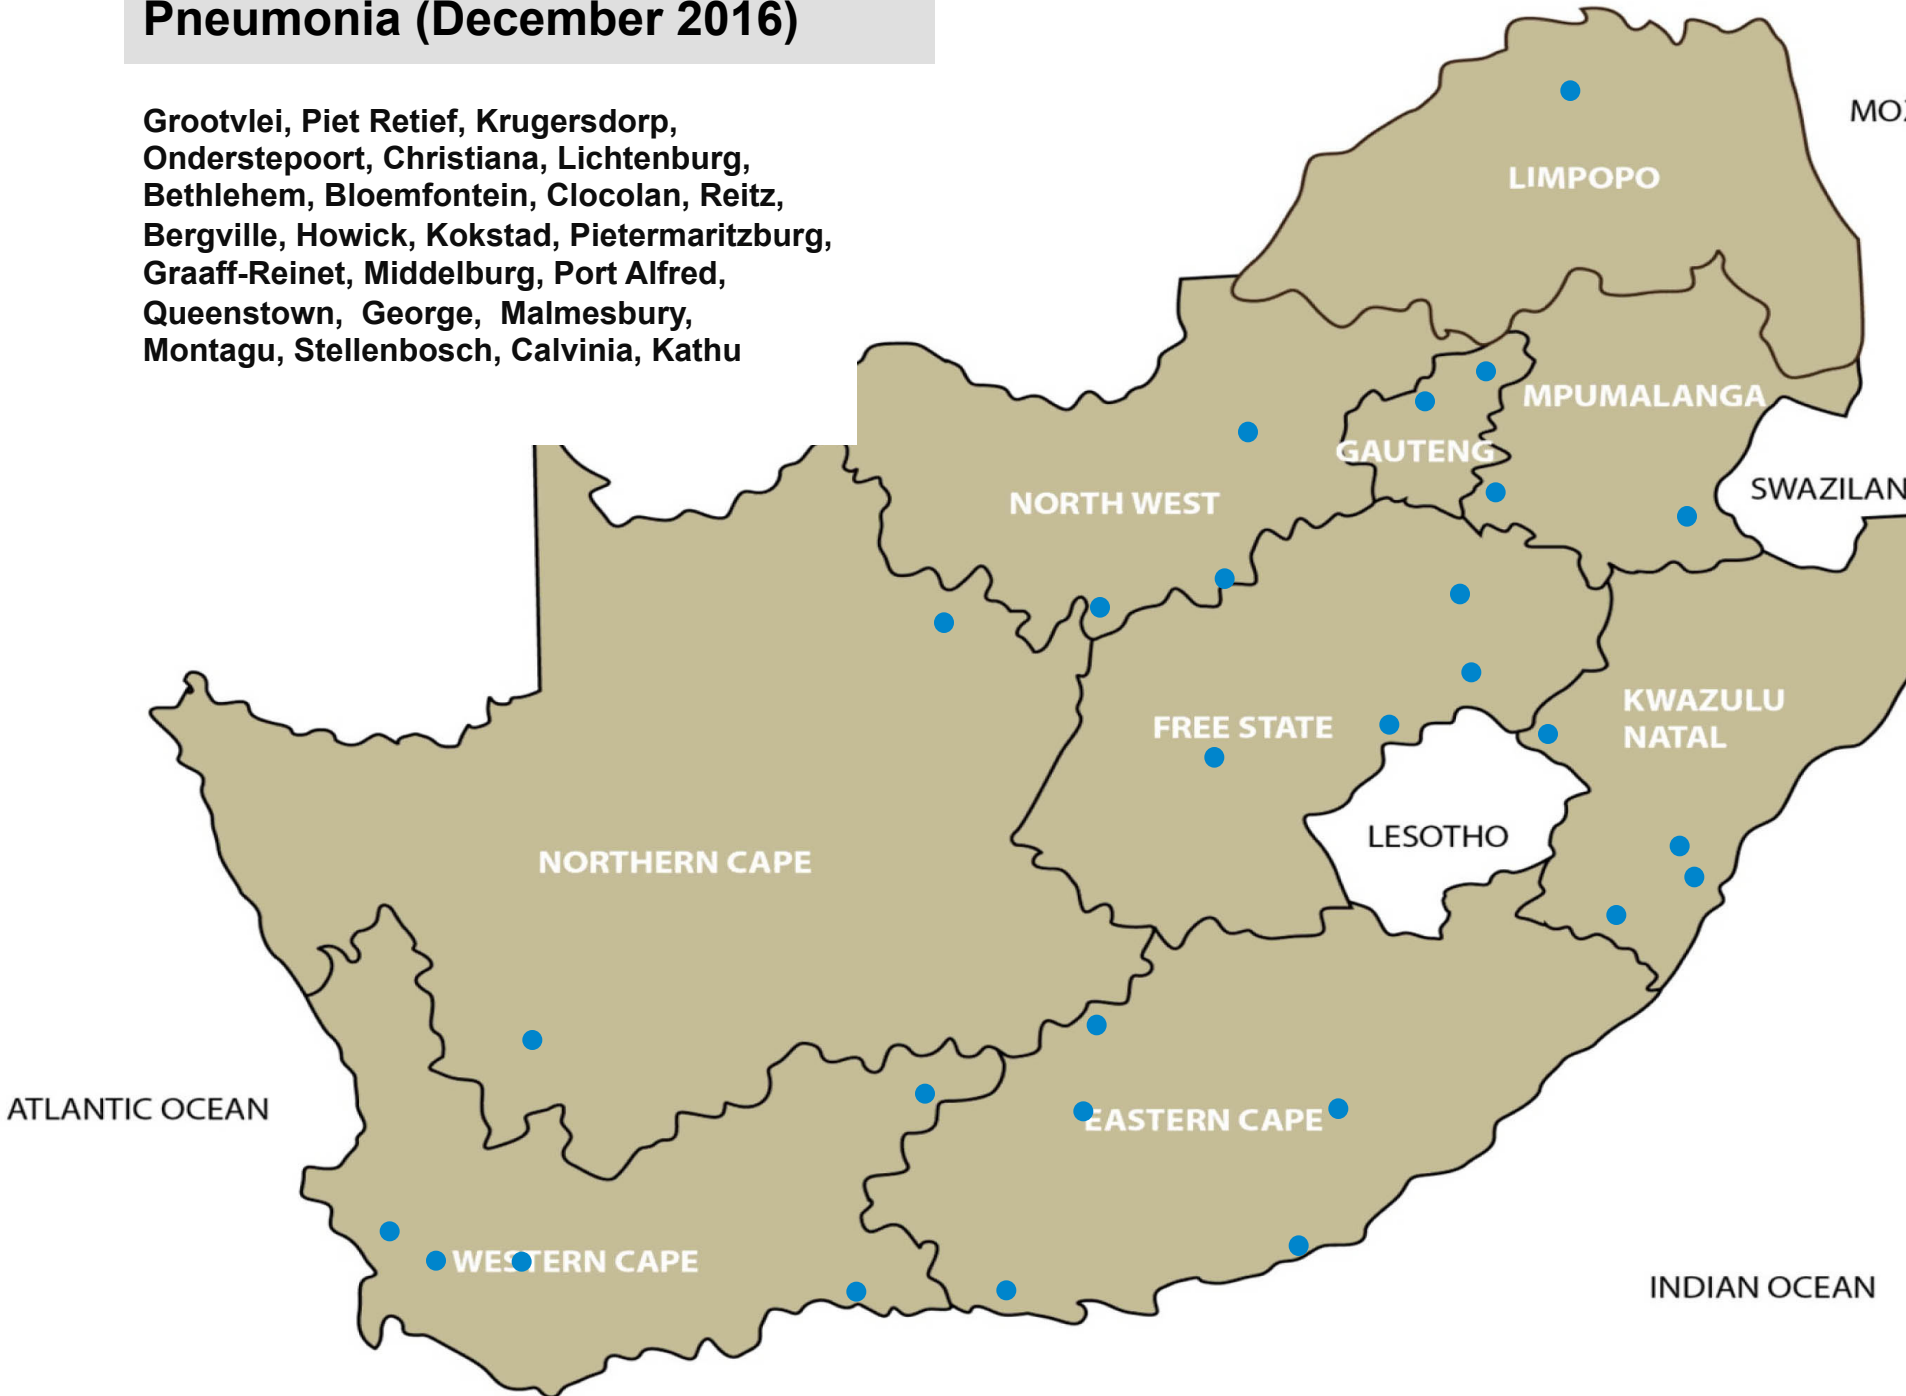 Pneumonia (December 2016)
Grootvlei, Piet Retief, Krugersdorp,
Onderstepoort, Christiana, Lichtenburg,
Bethlehem, Bloemfontein, Clocolan, Reitz,
Bergville, Howick, Kokstad, Pietermaritzburg,
Graaff-Reinet, Middelburg, Port Alfred,
Queenstown, George, Malmesbury,
Montagu, Stellenbosch, Calvinia, Kathu
MOZ
LIMPOPO
MPUMALANGA
GAUTENG
SWAZILAN
NORTH WEST
KWAZULU
NATAL
FREE STATE
LESOTHO
NORTHERN CAPE
ATLANTIC OCEAN
EASTERN CAPE
WESTERN CAPE
INDIAN OCEAN